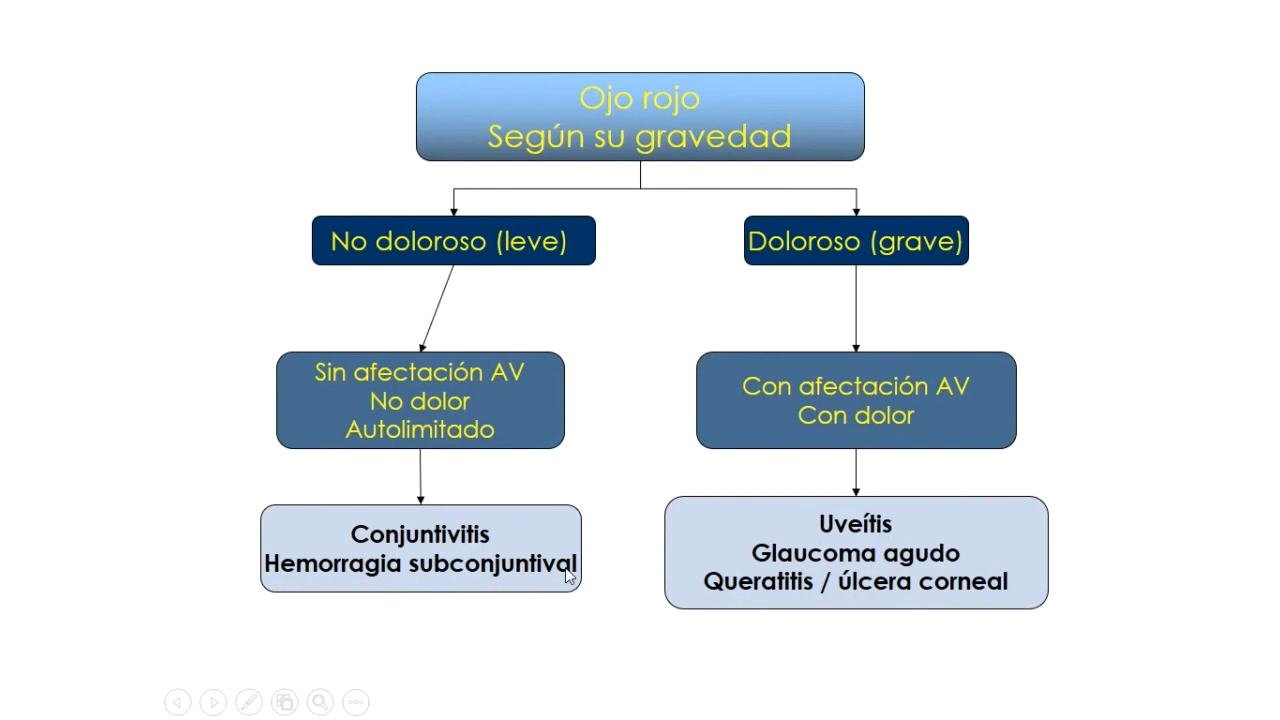 Ojo rojo
Según su gravedad
No doloroso (leve)
Doloroso (grave)
Sin afectación AV
No dolor
Autolimitado
Con afectación AV
Con dolor
Conjuntivitis
Hemorragia subconjuntival
Uveítis
Glaucoma agudo
Queratitis / úlcera corneal